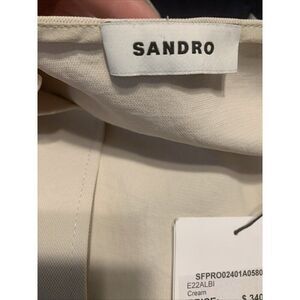 SANDRO
SFPRO02401A0580
E22ALBI
Cream
$ 340